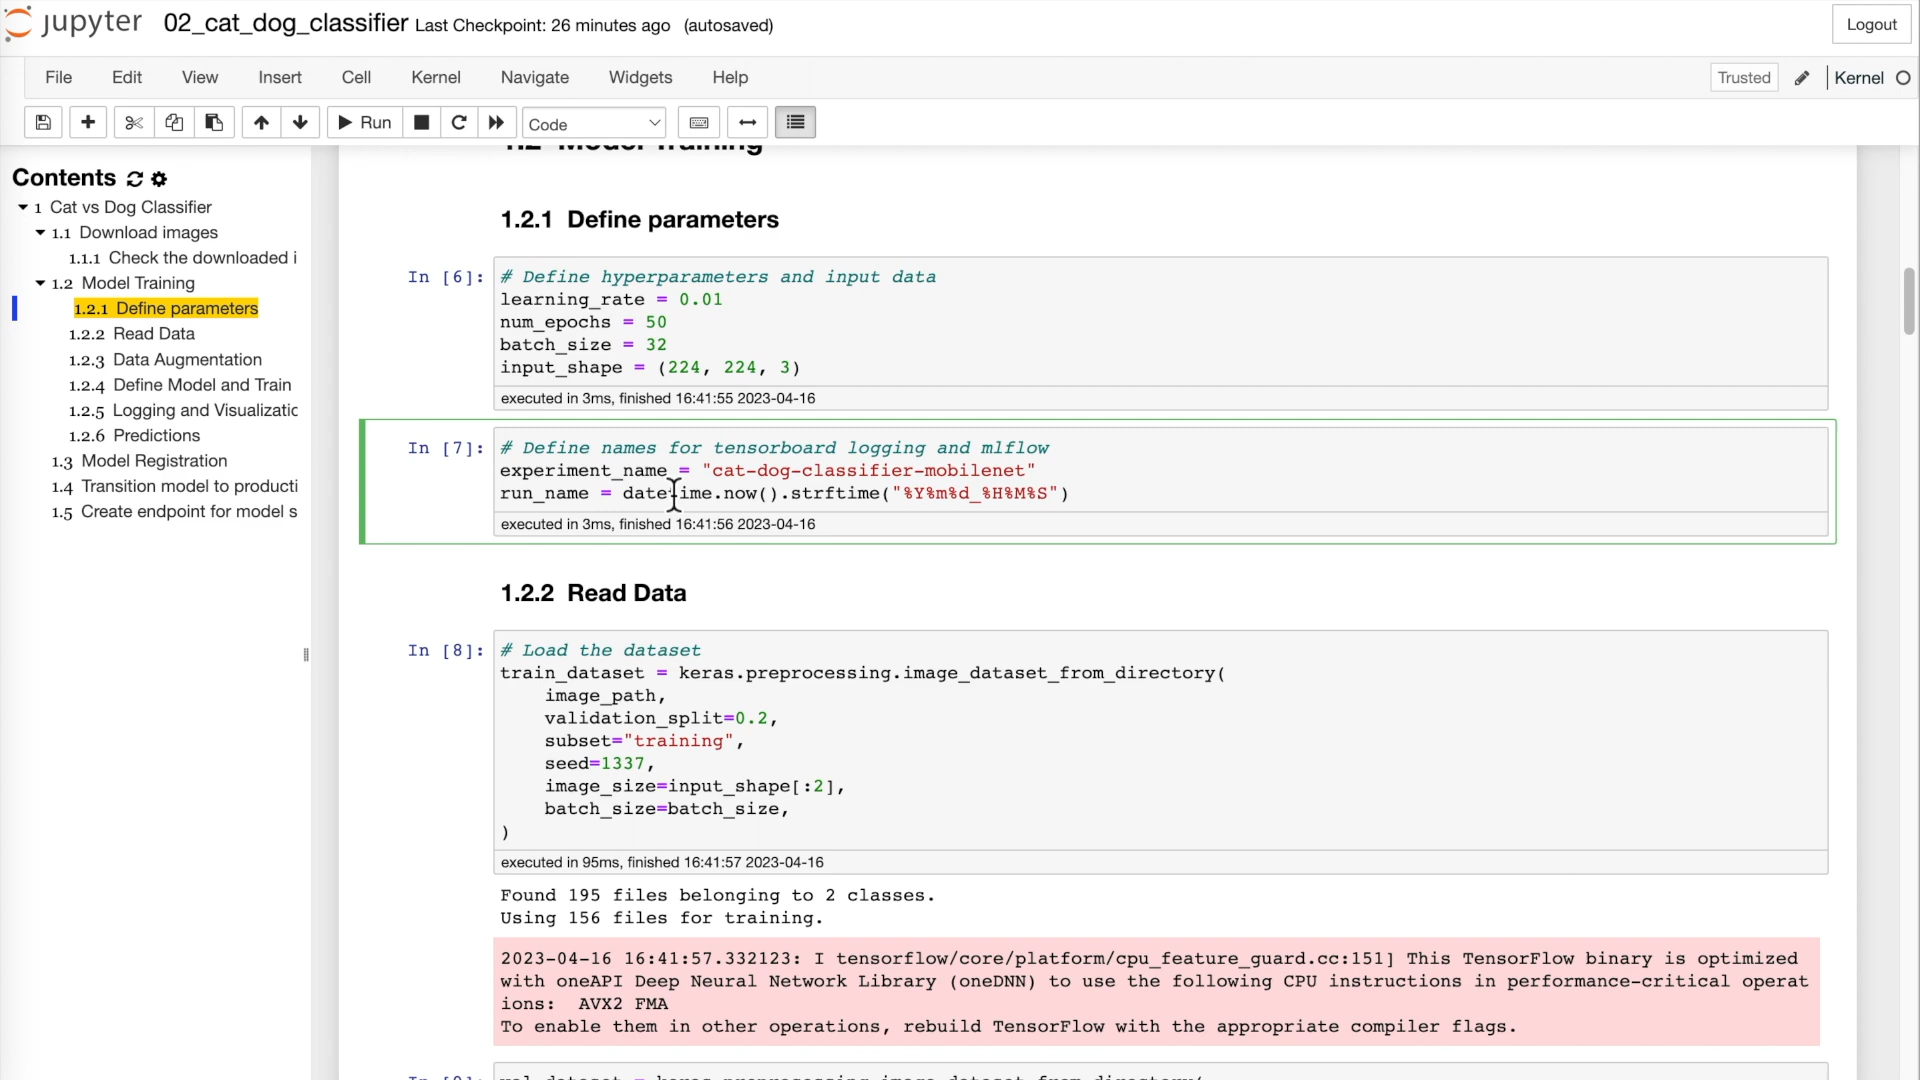 jupyter 02_cat_dog_classifier Last Checkpoint: 26 minutes ago (autosaved)
Logout
File Edit View Insert Cell Kernel Navigate Widgets Help
Trusted Kernel
Run Code
Contents
1 Cat vs Dog Classifier
1.1 Download images
1.1.1 Check the downloaded i
1.2 Model Training
1.2.1 Define parameters
1.2.2 Read Data
1.2.3 Data Augmentation
1.2.4 Define Model and Train
1.2.5 Logging and Visualizatic
1.2.6 Predictions
1.3 Model Registration
1.4 Transition model to producti
1.5 Create endpoint for model s
1.2 Model Training
1.2.1 Define parameters
In [6]: # Define hyperparameters and input data
learning_rate = 0.01
num_epochs = 50
batch_size = 32
input_shape = (224, 224, 3)
executed in 3ms, finished 16:41:55 2023-04-16
In [7]: # Define names for tensorboard logging and mlflow
experiment_name = "cat-dog-classifier-mobilenet"
run_name = datetime.now().strftime("%Y%m%d_%H%M%S")
executed in 3ms, finished 16:41:56 2023-04-16
1.2.2 Read Data
In [8]: # Load the dataset
train_dataset = keras.preprocessing.image_dataset_from_directory(
    image_path,
    validation_split=0.2,
    subset="training",
    seed=1337,
    image_size=input_shape[:2],
    batch_size=batch_size,
)
executed in 95ms, finished 16:41:57 2023-04-16
Found 195 files belonging to 2 classes.
Using 156 files for training.
2023-04-16 16:41:57.332123: I tensorflow/core/platform/cpu_feature_guard.cc:151] This TensorFlow binary is optimized
with oneAPI Deep Neural Network Library (oneDNN) to use the following CPU instructions in performance-critical operat
ions:  AVX2 FMA
To enable them in other operations, rebuild TensorFlow with the appropriate compiler flags.
In [9]: val_dataset = keras.preprocessing.image_dataset_from_directory(